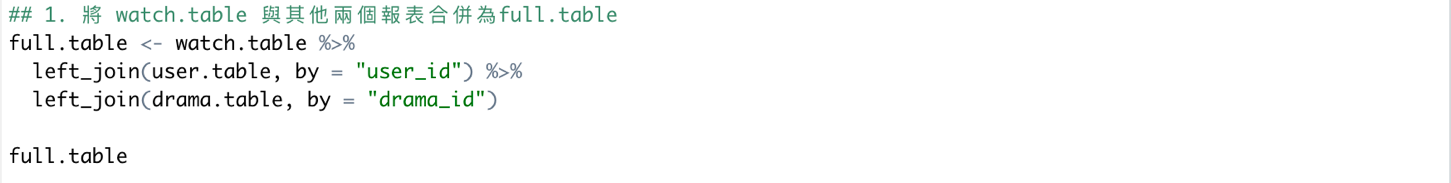 ## 1. 將 watch.table 與其他兩個報表合併為full.table
full.table <- watch.table %>%
  left_join(user.table, by = "user_id") %>%
  left_join(drama.table, by = "drama_id")
full.table